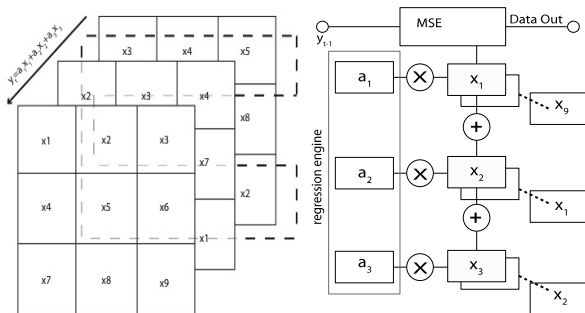 y_t=a_1x_1+a_2x_2+a_3x_3
x3 x4 x5
x2 x3 x4
x1 x2 x3
x8
x7
x4 x5 x6
x2
x1
x7 x8 x9
MSE
Data Out
y_{t-1}
regression engine
a_1 × x_1
x_9
+
a_2 × x_2
x_1
+
a_3 × x_3
x_2